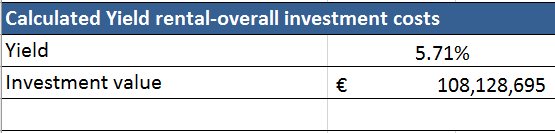 Calculated Yield rental-overall investment costs
Yield 5.71%
Investment value € 108,128,695